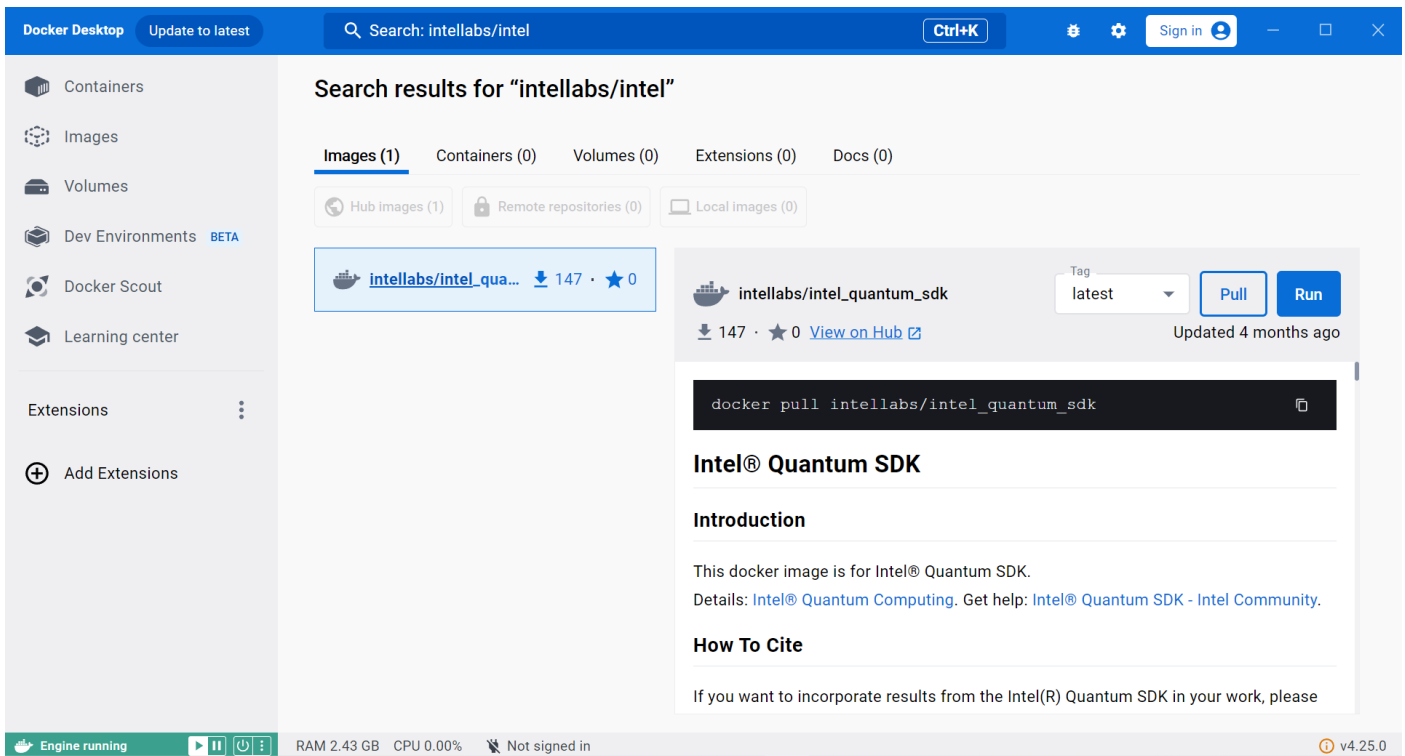 Docker Desktop Update to latest Search: intellabs/intel Ctrl+K Sign in
Containers
Images
Volumes
Dev Environments BETA
Docker Scout
Learning center
Extensions
Add Extensions
Search results for “intellabs/intel”
Images (1) Containers (0) Volumes (0) Extensions (0) Docs (0)
Hub images (1) Remote repositories (0) Local images (0)
intellabs/intel_qua... 147 · 0
intellabs/intel_quantum_sdk
Tag
latest
Pull
Run
147 · 0 View on Hub
Updated 4 months ago
docker pull intellabs/intel_quantum_sdk
Intel® Quantum SDK
Introduction
This docker image is for Intel® Quantum SDK.
Details: Intel® Quantum Computing. Get help: Intel® Quantum SDK - Intel Community.
How To Cite
If you want to incorporate results from the Intel(R) Quantum SDK in your work, please
Engine running RAM 2.43 GB CPU 0.00% Not signed in v4.25.0